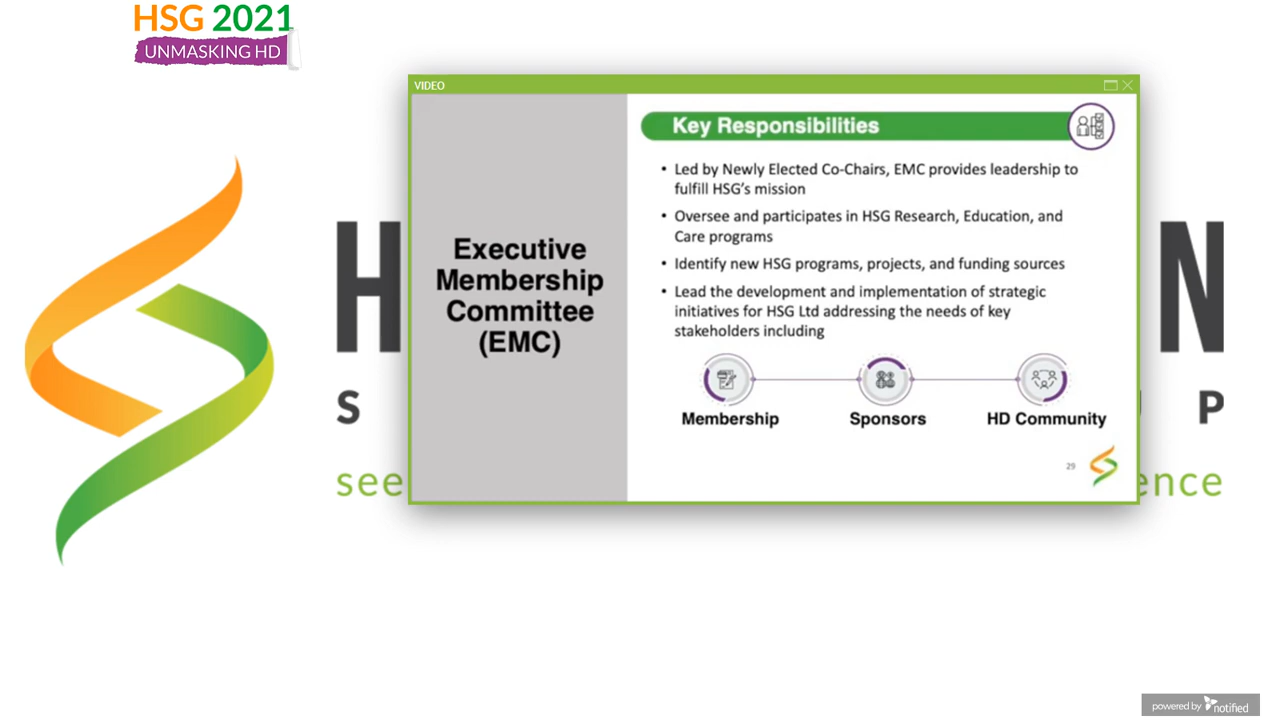 HSG 2021
UNMASKING HD
VIDEO
Key Responsibilities
Executive
Membership
Committee
(EMC)
• Led by Newly Elected Co-Chairs, EMC provides leadership to
fulfill HSG's mission
• Oversee and participates in HSG Research, Education, and
Care programs
• Identify new HSG programs, projects, and funding sources
• Lead the development and implementation of strategic
initiatives for HSG Ltd addressing the needs of key
stakeholders including
Membership Sponsors HD Community
29
H N
S P
see ence
powered by notified